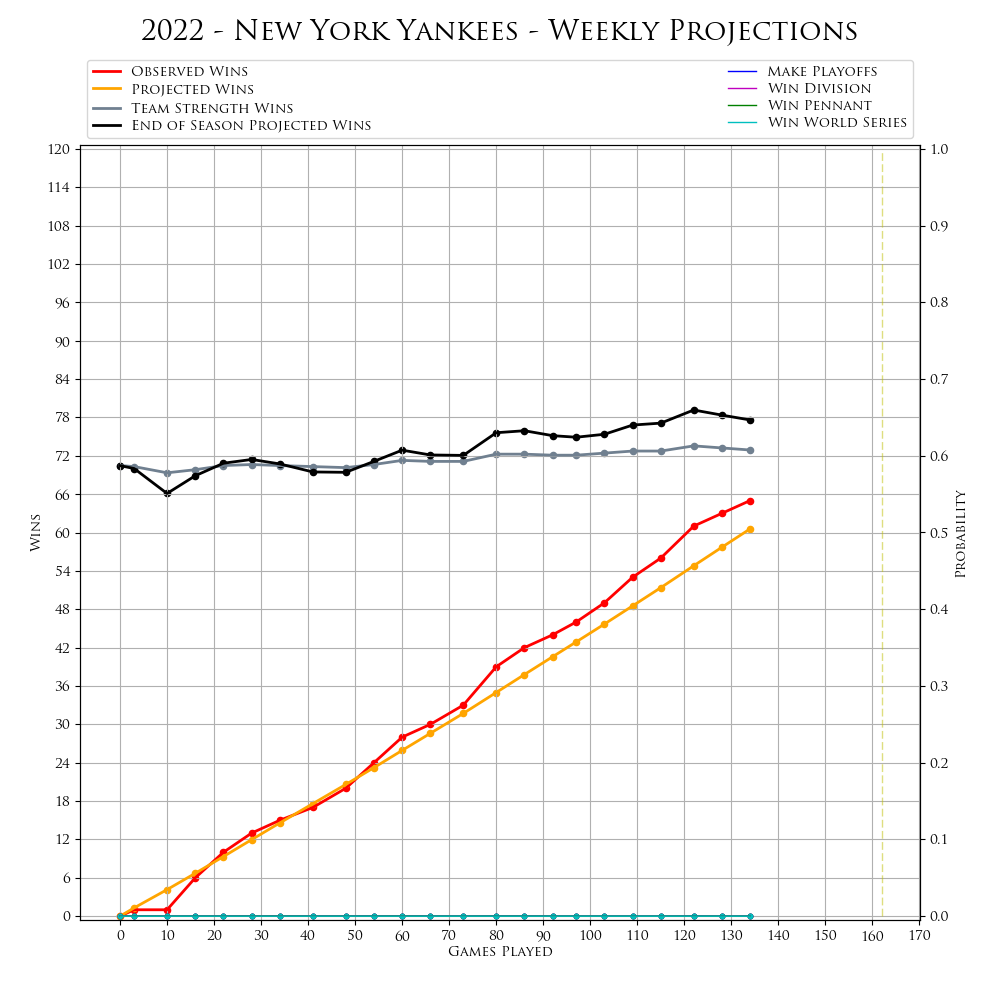 2022 - New York Yankees - Weekly Projections
Observed Wins
Projected Wins
Team Strength Wins
End of Season Projected Wins
Make Playoffs
Win Division
Win Pennant
Win World Series
120
114
108
102
96
90
84
78
72
66
60
54
48
42
36
30
24
18
12
6
0
Wins
1.0
0.9
0.8
0.7
0.6
0.5
0.4
0.3
0.2
0.1
0.0
Probability
0 10 20 30 40 50 60 70 80 90 100 110 120 130 140 150 160 170
Games Played